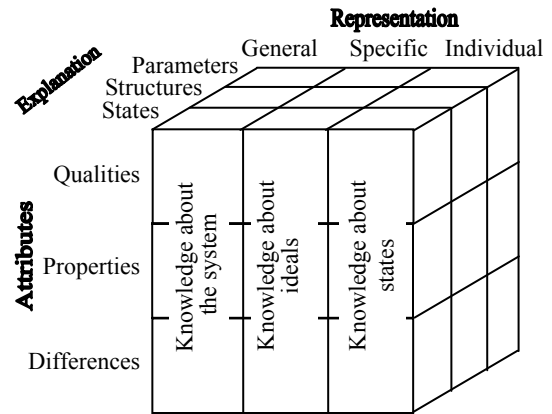 Representation
General Specific Individual
Explanation
Parameters
Structures
States
Attributes
Qualities
Properties
Differences
Knowledge about
the system
Knowledge about
ideals
Knowledge about
states